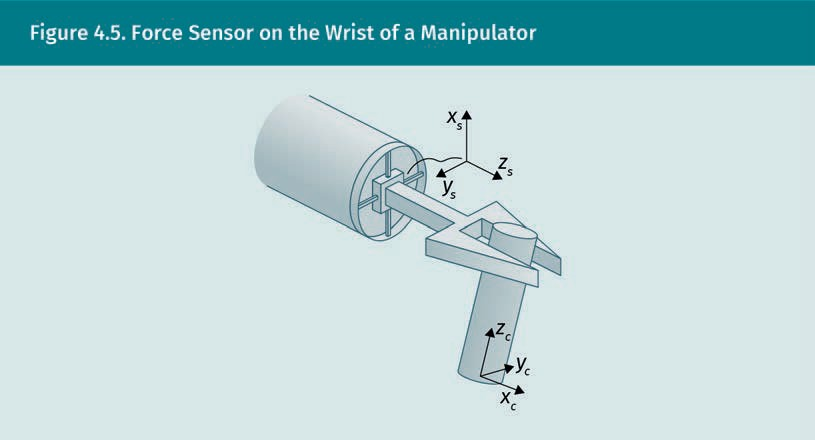 Figure 4.5. Force Sensor on the Wrist of a Manipulator
xs
zs
ys
zc
yc
xc